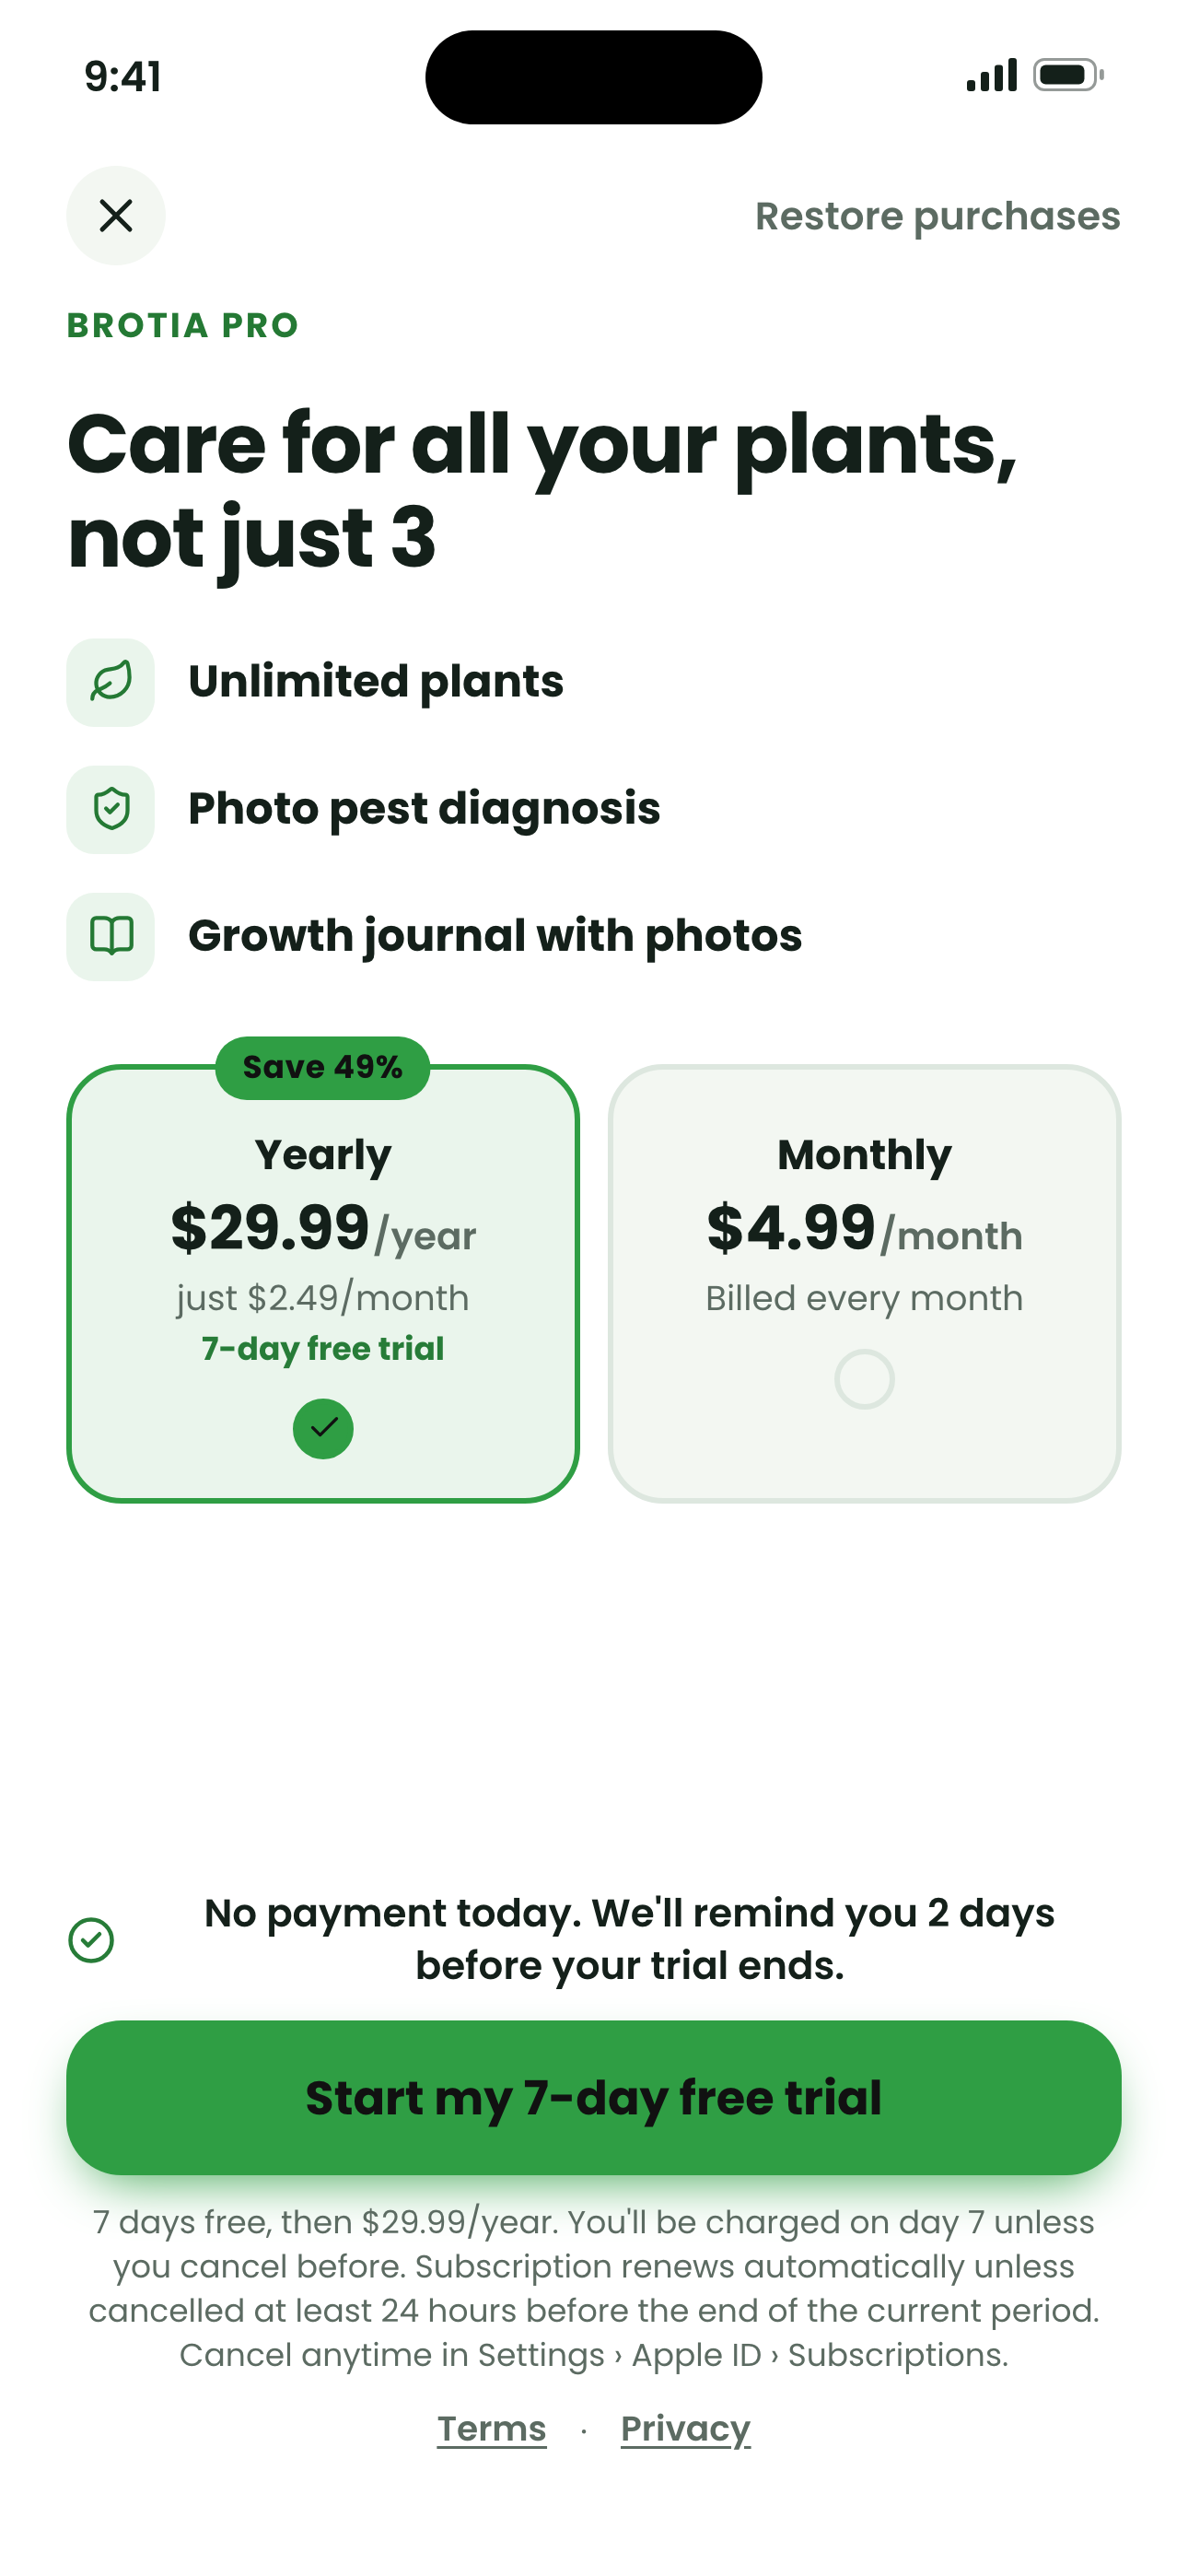 9:41
Restore purchases
BROTIA PRO
Care for all your plants,
not just 3
Unlimited plants
Photo pest diagnosis
Growth journal with photos
Save 49%
Yearly
$29.99/year
just $2.49/month
7-day free trial
Monthly
$4.99/month
Billed every month
No payment today. We'll remind you 2 days
before your trial ends.
Start my 7-day free trial
7 days free, then $29.99/year. You'll be charged on day 7 unless
you cancel before. Subscription renews automatically unless
cancelled at least 24 hours before the end of the current period.
Cancel anytime in Settings › Apple ID › Subscriptions.
Terms · Privacy